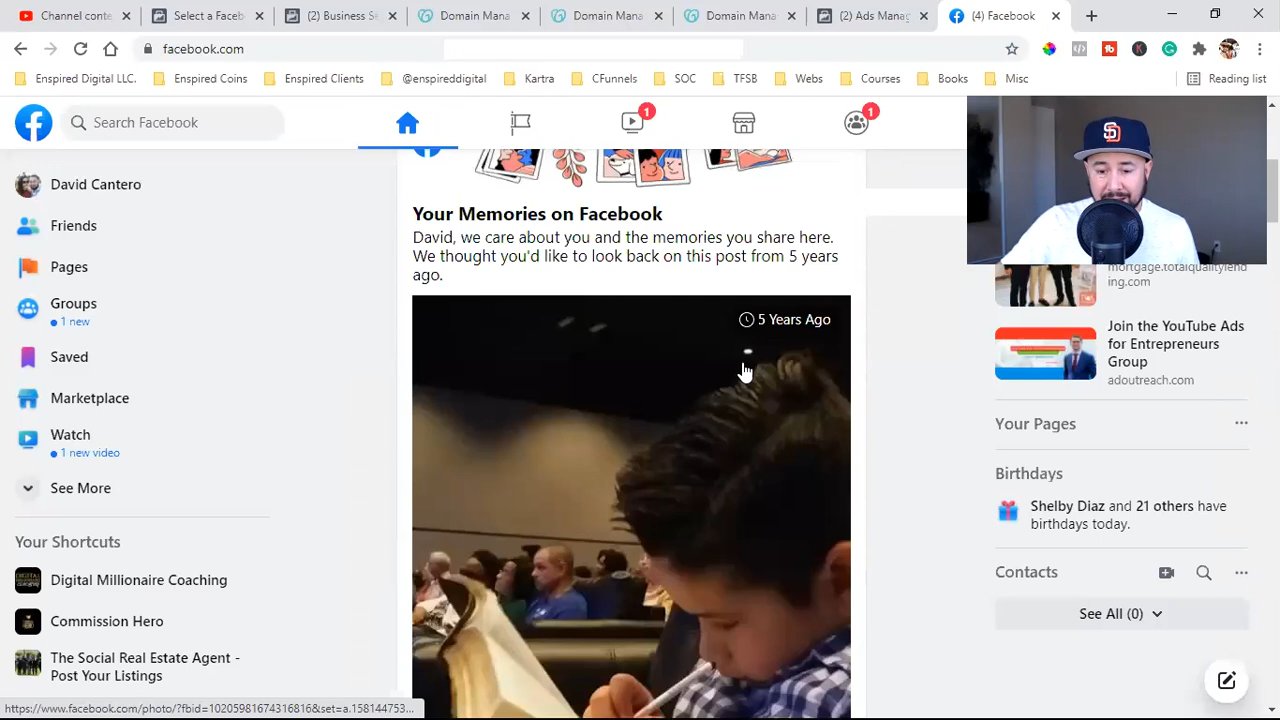 Channel conte
Select a Faceb
(2) Business Se
Domain Mana
Domain Mana
Domain Mana
(2) Ads Manag
(4) Facebook
facebook.com
Enspired Digital LLC.
Enspired Coins
Enspired Clients
@enspireddigital
Kartra
CFunnels
SOC
TFSB
Webs
Courses
Books
Misc
Reading list
Search Facebook
1
1
David Cantero
Friends
Pages
Groups
1 new
Saved
Marketplace
Watch
1 new video
See More
Your Shortcuts
Digital Millionaire Coaching
Commission Hero
The Social Real Estate Agent -
Post Your Listings
https://www.facebook.com/photo/?fbid=10205981674316816&set=a.158144753...
Your Memories on Facebook
David, we care about you and the memories you share here.
We thought you'd like to look back on this post from 5 years
ago.
5 Years Ago
mortgage.totalqualitylend
ing.com
Join the YouTube Ads
for Entrepreneurs
Group
adoutreach.com
Your Pages
Birthdays
Shelby Diaz and 21 others have
birthdays today.
Contacts
See All (0)